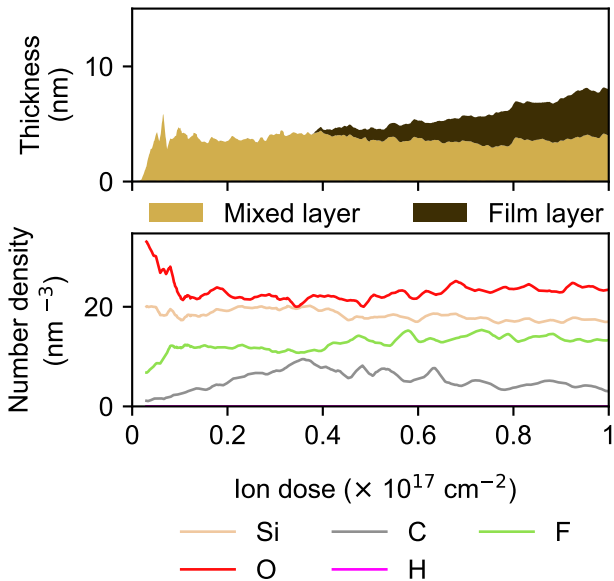 Thickness
(nm)
10
0
Mixed layer
Film layer
Number density
(nm ⁻³)
20
0
0 0.2 0.4 0.6 0.8 1
Ion dose (× 10¹⁷ cm⁻²)
Si C F
O H